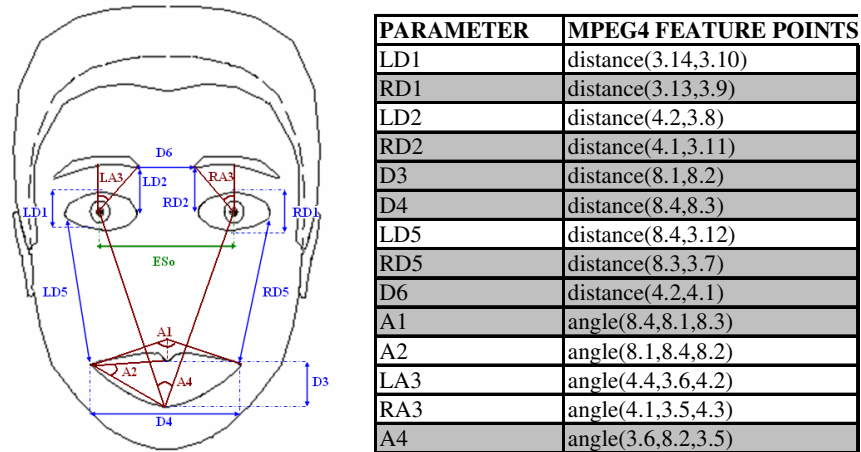 D6
LA3
LD2
RA3
RD2
LD1
RD1
ESo
LD5
RD5
A1
A2
A4
D3
D4
PARAMETER MPEG4 FEATURE POINTS
LD1 distance(3.14,3.10)
RD1 distance(3.13,3.9)
LD2 distance(4.2,3.8)
RD2 distance(4.1,3.11)
D3 distance(8.1,8.2)
D4 distance(8.4,8.3)
LD5 distance(8.4,3.12)
RD5 distance(8.3,3.7)
D6 distance(4.2,4.1)
A1 angle(8.4,8.1,8.3)
A2 angle(8.1,8.4,8.2)
LA3 angle(4.4,3.6,4.2)
RA3 angle(4.1,3.5,4.3)
A4 angle(3.6,8.2,3.5)